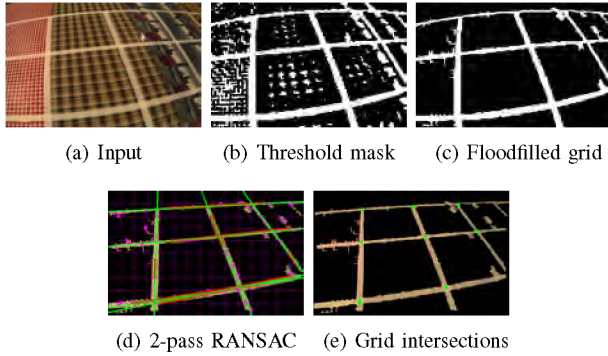 (a) Input
(b) Threshold mask
(c) Floodfilled grid
(d) 2-pass RANSAC
(e) Grid intersections